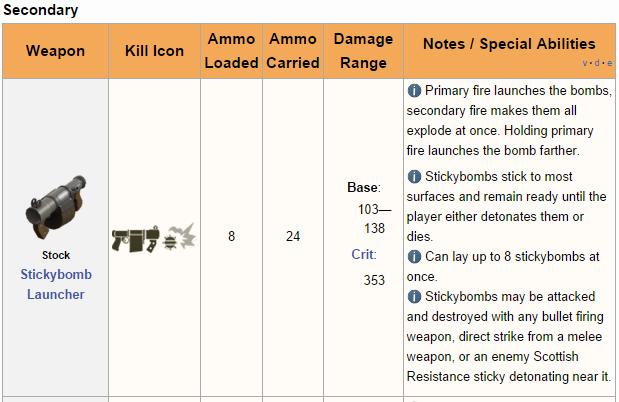 Secondary
Weapon
Kill Icon
Ammo
Loaded
Ammo
Carried
Damage
Range
Notes / Special Abilities
v · d · e
Stock
Stickybomb
Launcher
8
24
Base:
103—
138
Crit:
353
Primary fire launches the bombs,
secondary fire makes them all
explode at once. Holding primary
fire launches the bomb farther.
Stickybombs stick to most
surfaces and remain ready until the
player either detonates them or
dies.
Can lay up to 8 stickybombs at
once.
Stickybombs may be attacked
and destroyed with any bullet firing
weapon, direct strike from a melee
weapon, or an enemy Scottish
Resistance sticky detonating near it.